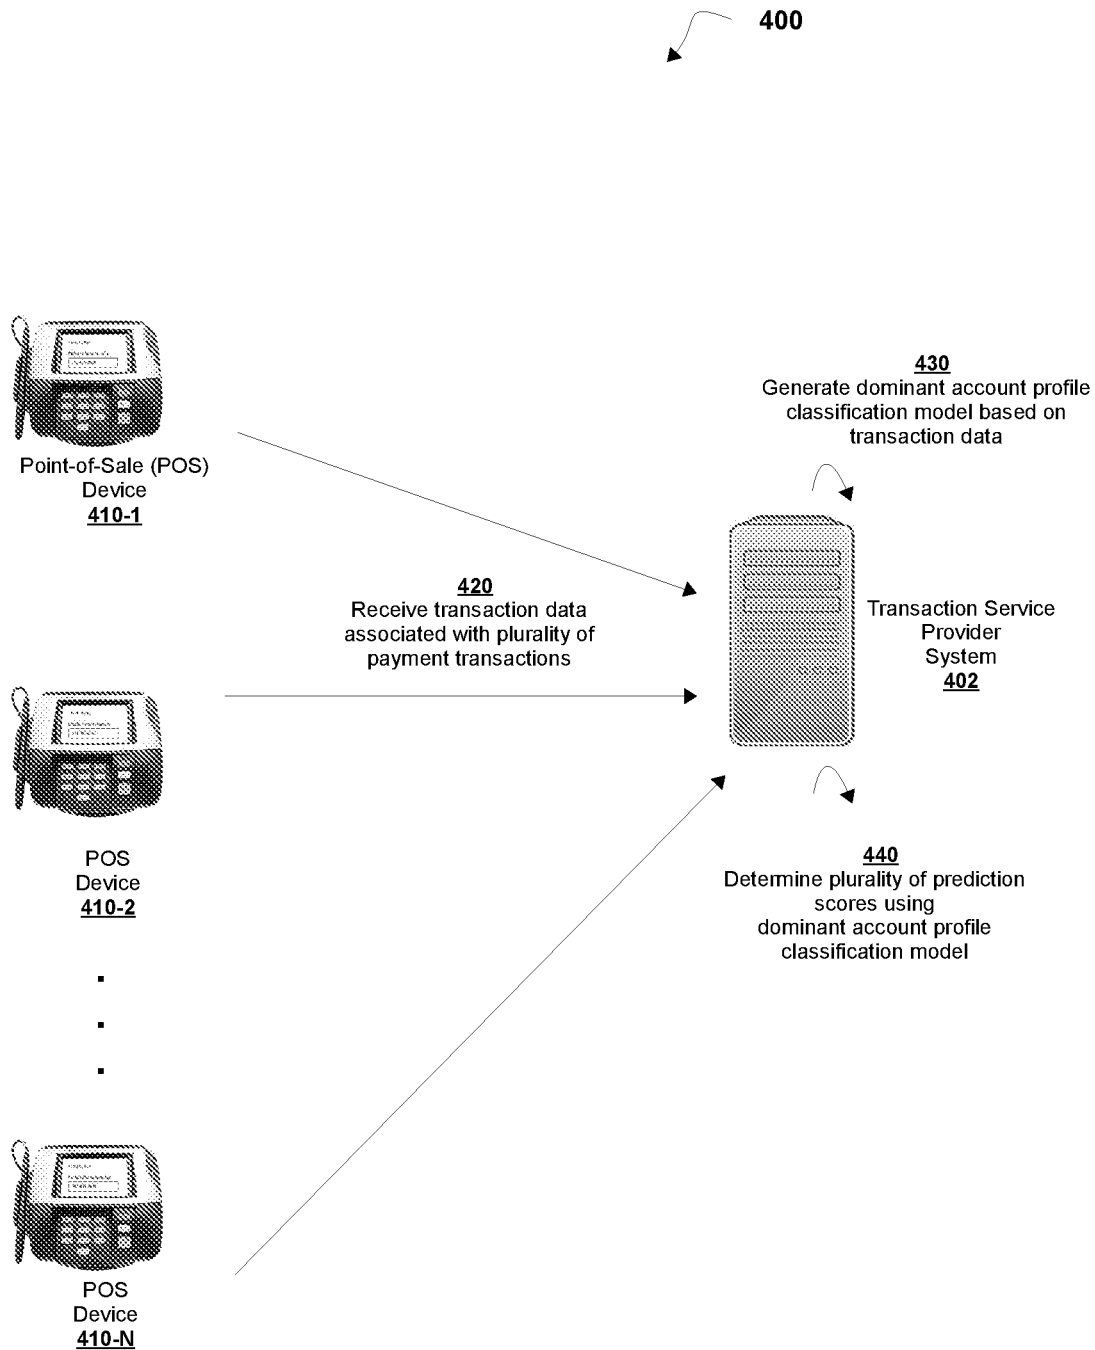 400
430
Generate dominant account profile
classification model based on
transaction data
Point-of-Sale (POS)
Device
410-1
420
Receive transaction data
associated with plurality of
payment transactions
Transaction Service
Provider
System
402
POS
Device
410-2
440
Determine plurality of prediction
scores using
dominant account profile
classification model
POS
Device
410-N